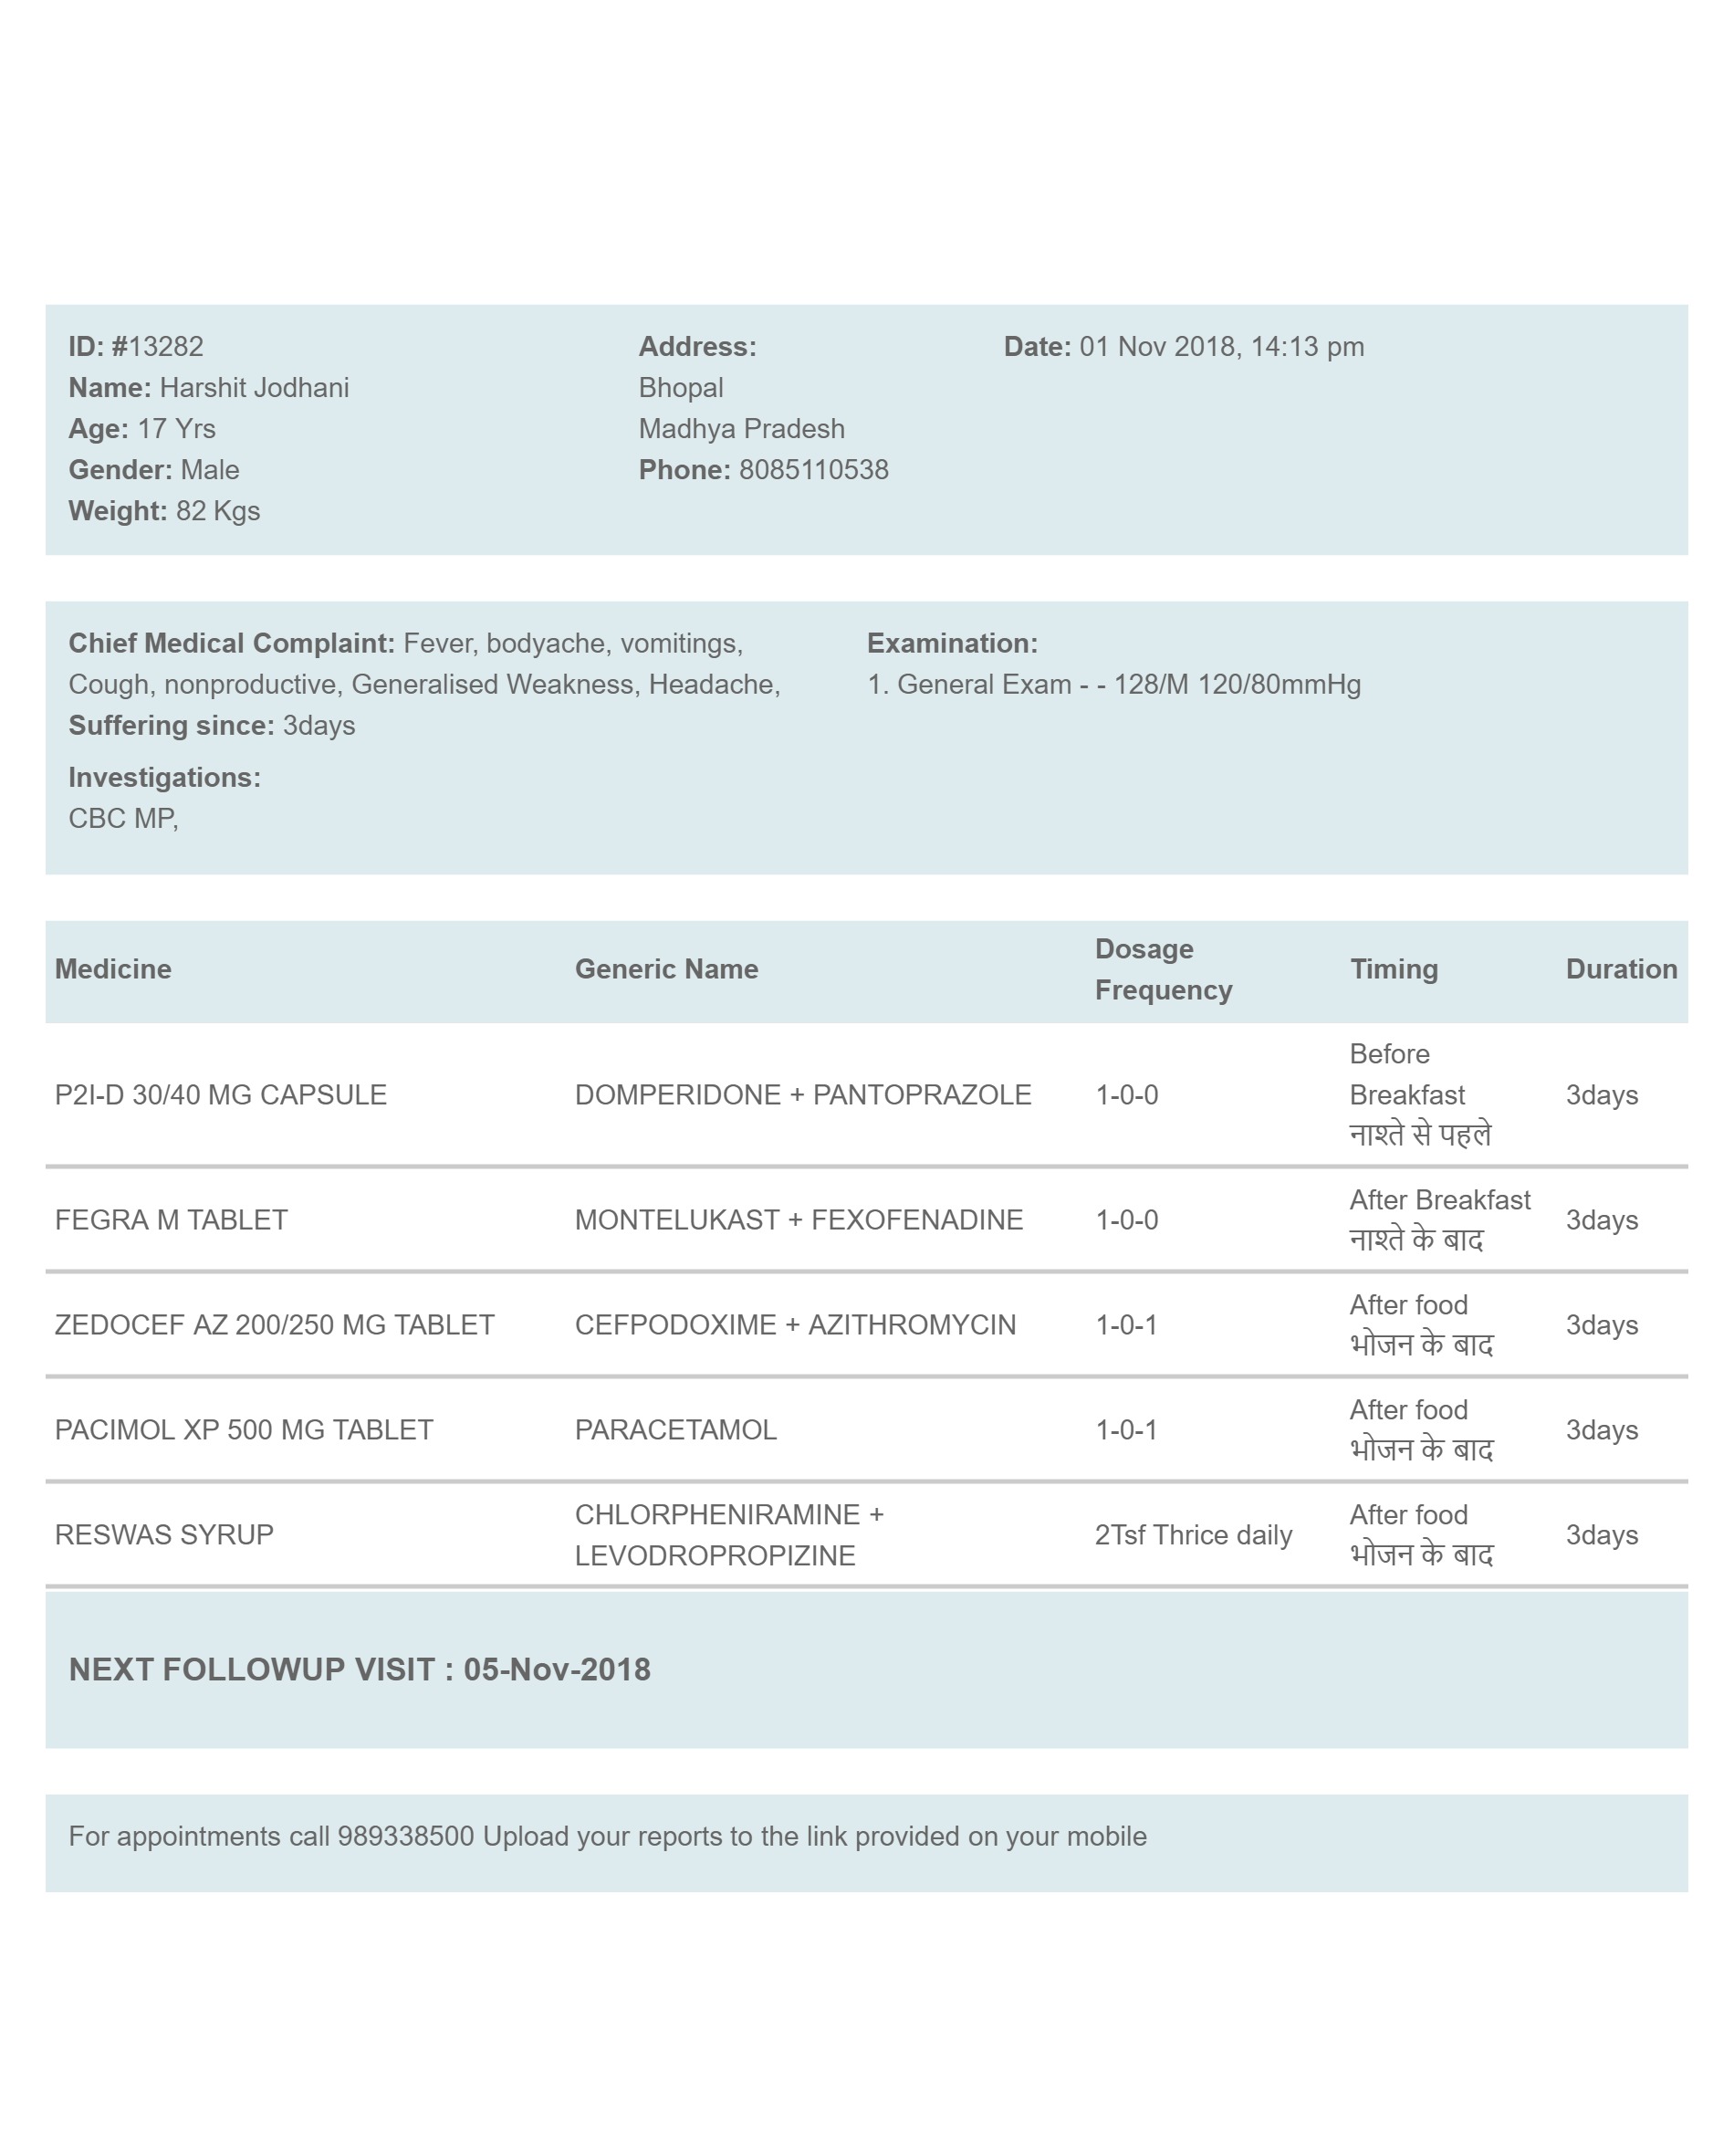 ID: #13282
Name: Harshit Jodhani
Age: 17 Yrs
Gender: Male
Weight: 82 Kgs
Address:
Bhopal
Madhya Pradesh
Phone: 8085110538
Date: 01 Nov 2018, 14:13 pm
Chief Medical Complaint: Fever, bodyache, vomitings,
Cough, nonproductive, Generalised Weakness, Headache,
Suffering since: 3days
Investigations:
CBC MP,
Examination:
1. General Exam - - 128/M 120/80mmHg
Medicine Generic Name Dosage Frequency Timing Duration
P2I-D 30/40 MG CAPSULE DOMPERIDONE + PANTOPRAZOLE 1-0-0 Before Breakfast नाश्ते से पहले 3days
FEGRA M TABLET MONTELUKAST + FEXOFENADINE 1-0-0 After Breakfast नाश्ते के बाद 3days
ZEDOCEF AZ 200/250 MG TABLET CEFPODOXIME + AZITHROMYCIN 1-0-1 After food भोजन के बाद 3days
PACIMOL XP 500 MG TABLET PARACETAMOL 1-0-1 After food भोजन के बाद 3days
RESWAS SYRUP CHLORPHENIRAMINE + LEVODROPROPIZINE 2Tsf Thrice daily After food भोजन के बाद 3days
NEXT FOLLOWUP VISIT : 05-Nov-2018
For appointments call 989338500 Upload your reports to the link provided on your mobile